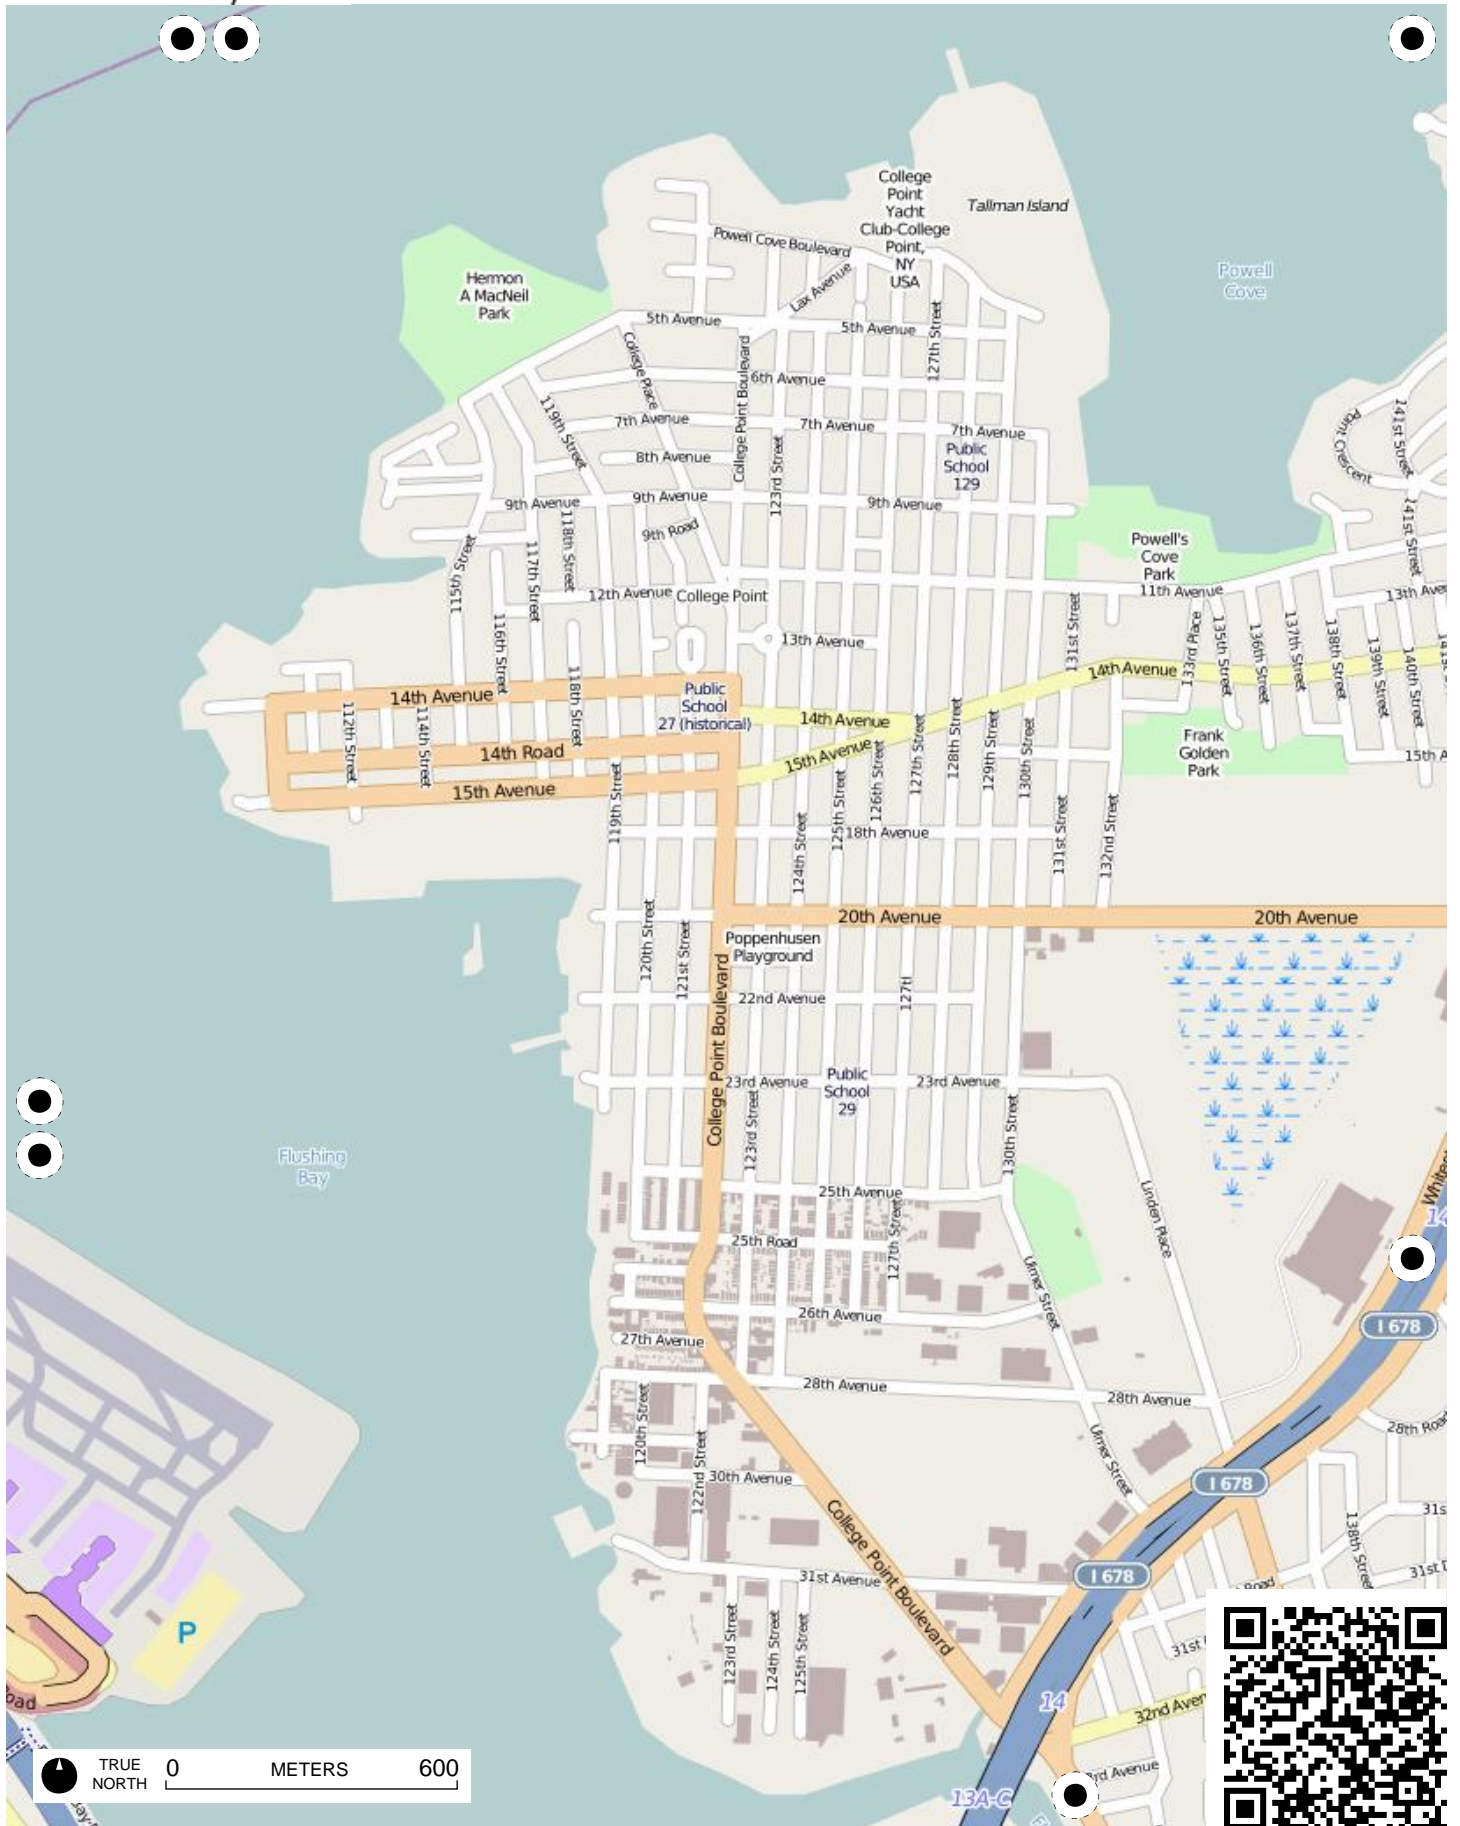 College
Point
Yacht
Club-College
Point,
NY
USA
Tallman Island
Powell Cove Boulevard
Lax Avenue
Powell
Cove
Hermon
A MacNeil
Park
5th Avenue
5th Avenue
127th Street
College Place
College Point Boulevard
6th Avenue
119th Street
7th Avenue
7th Avenue
7th Avenue
Public
School
129
Point Crescent
141st Street
8th Avenue
123rd Street
9th Avenue
9th Avenue
9th Avenue
118th Street
9th Road
141st Street
115th Street
117th Street
Powell's
Cove
Park
12th Avenue
College Point
11th Avenue
13th Ave
116th Street
13th Avenue
131st Street
133rd Place
135th Street
136th Street
137th Street
138th Street
139th Street
140th Street
118th Street
14th Avenue
14th Avenue
Public
School
27 (historical)
112th Street
114th Street
14th Avenue
14th Road
15th Avenue
126th Street
127th Street
128th Street
129th Street
130th Street
Frank
Golden
Park
15th A
15th Avenue
119th Street
125th Street
18th Avenue
124th Street
131st Street
132nd Street
20th Avenue
20th Avenue
120th Street
121st Street
Poppenhusen
Playground
College Point Boulevard
22nd Avenue
23rd Avenue
Public
School
29
23rd Avenue
123rd Street
130th Street
Flushing
Bay
25th Avenue
Linden Place
14
25th Road
127th Street
Ulmer Street
26th Avenue
I 678
27th Avenue
28th Avenue
28th Avenue
120th Street
28th Road
122nd Street
Ulmer Street
30th Avenue
I 678
College Point Boulevard
31s
138th Street
31st Avenue
I 678
31st
Road
P
123rd Street
124th Street
125th Street
31st
14
32nd Aven
oad
TRUE
NORTH
0
METERS
600
rd Avenue
13A-C